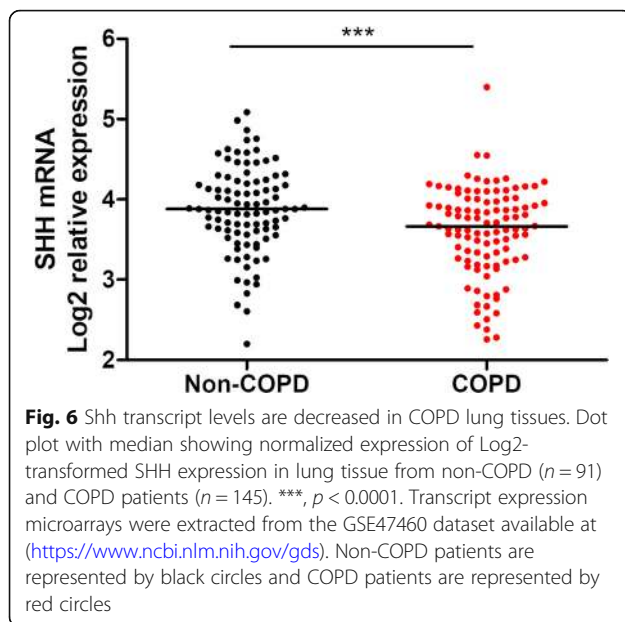 ***
6
5
4
3
2
SHH mRNA
Log2 relative expression
Non-COPD
COPD
Fig. 6 Shh transcript levels are decreased in COPD lung tissues. Dot
plot with median showing normalized expression of Log2-
transformed SHH expression in lung tissue from non-COPD (n = 91)
and COPD patients (n = 145). ***, p < 0.0001. Transcript expression
microarrays were extracted from the GSE47460 dataset available at
(https://www.ncbi.nlm.nih.gov/gds). Non-COPD patients are
represented by black circles and COPD patients are represented by
red circles